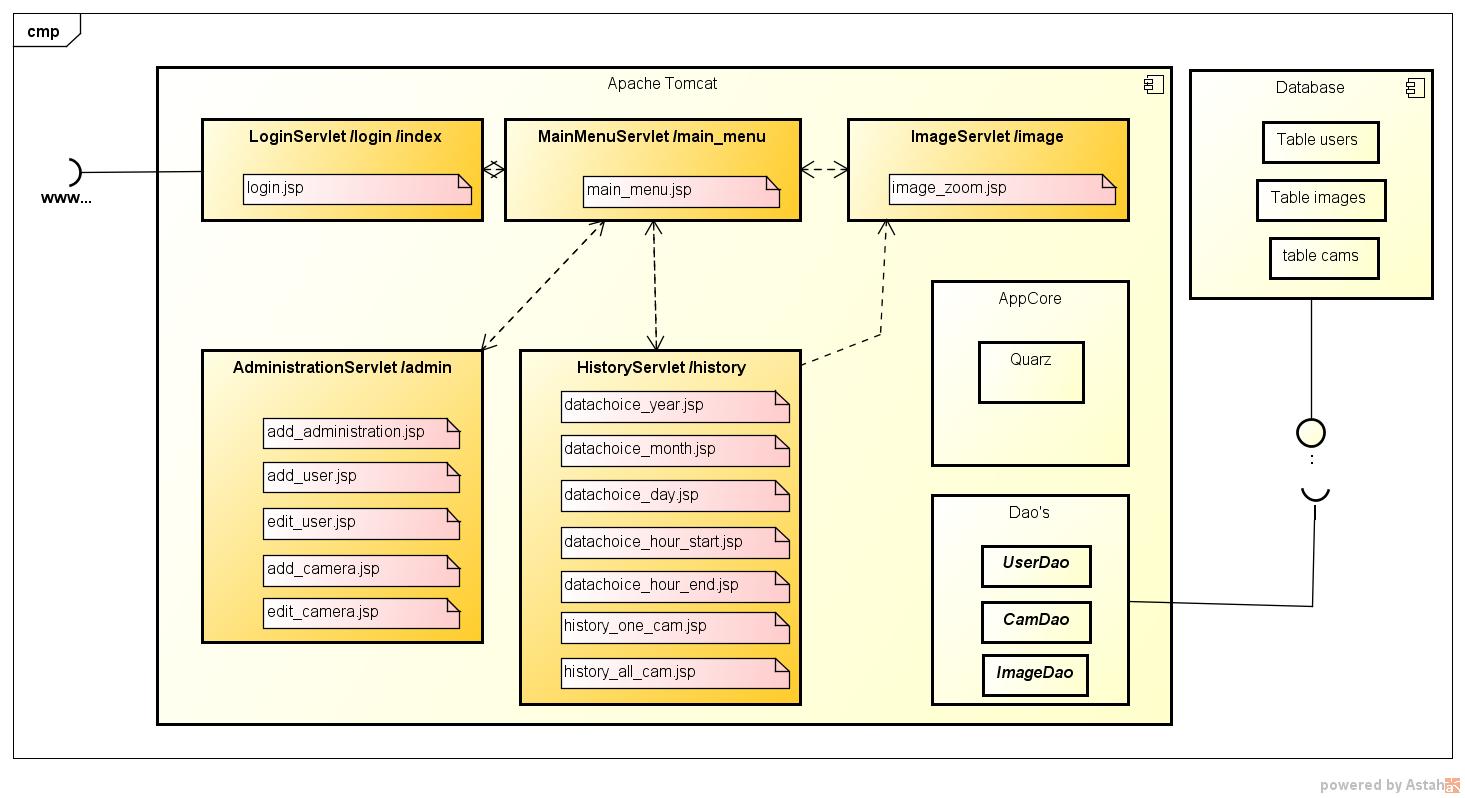 cmp
Apache Tomcat
Database
LoginServlet /login /index
login.jsp
MainMenuServlet /main_menu
main_menu.jsp
ImageServlet /image
image_zoom.jsp
Table users
Table images
table cams
www...
AppCore
Quarz
AdministrationServlet /admin
add_administration.jsp
add_user.jsp
edit_user.jsp
add_camera.jsp
edit_camera.jsp
HistoryServlet /history
datachoice_year.jsp
datachoice_month.jsp
datachoice_day.jsp
datachoice_hour_start.jsp
datachoice_hour_end.jsp
history_one_cam.jsp
history_all_cam.jsp
:
Dao's
UserDao
CamDao
ImageDao
powered by Astah